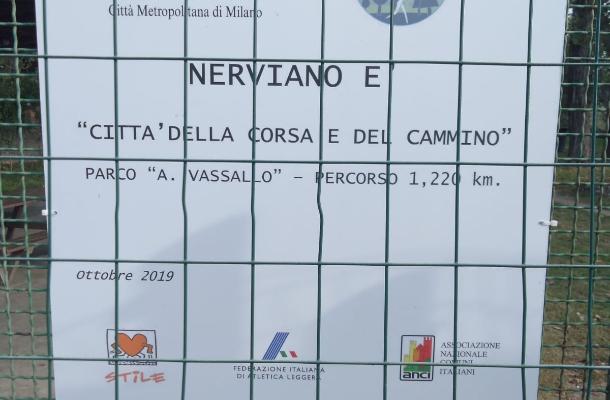 Città Metropolitana di Milano
NERVIANO E'
“CITTA'DELLA CORSA E DEL CAMMINO”
PARCO “A. VASSALLO” – PERCORSO 1,220 km.
ottobre 2019
STILE
FEDERAZIONE ITALIANA
DI ATLETICA LEGGERA
anci
ASSOCIAZIONE
NAZIONALE
COMUNI
ITALIANI